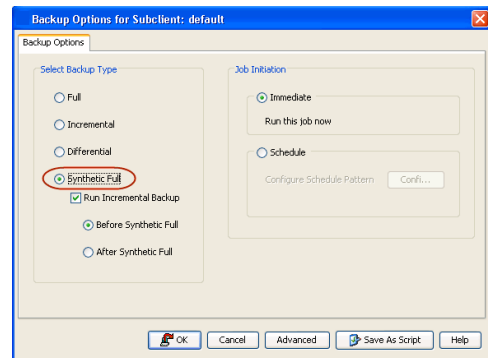 Backup Options for Subclient: default
Backup Options
Select Backup Type
Full
Incremental
Differential
Synthetic Full
Run Incremental Backup
Before Synthetic Full
After Synthetic Full
Job Initiation
Immediate
Run this job now
Schedule
Configure Schedule Pattern
Confi...
OK
Cancel
Advanced
Save As Script
Help